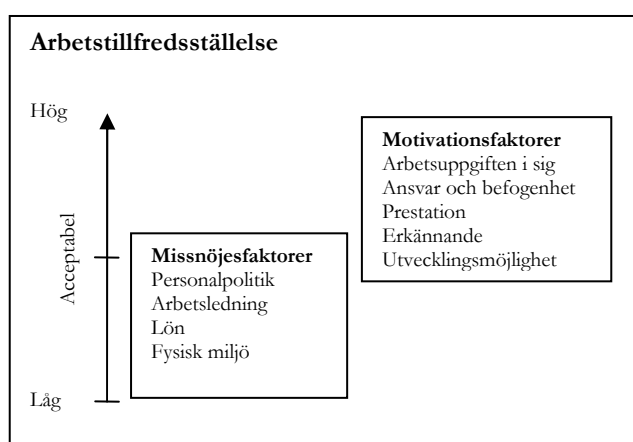 Arbetstillfredsställelse
Hög
Acceptabel
Låg
Missnöjesfaktorer
Personalpolitik
Arbetsledning
Lön
Fysisk miljö
Motivationsfaktorer
Arbetsuppgiften i sig
Ansvar och befogenhet
Prestation
Erkännande
Utvecklingsmöjlighet